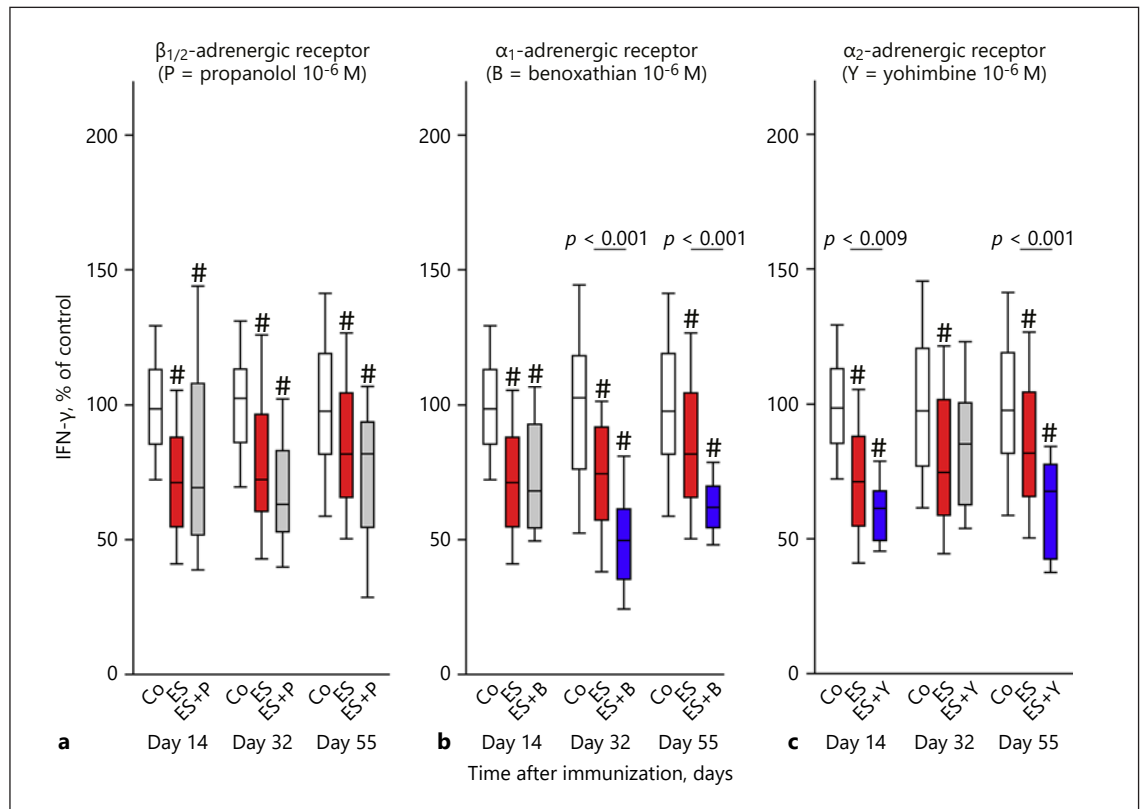 β1/2-adrenergic receptor
(P = propanolol 10-6 M)
α1-adrenergic receptor
(B = benoxathian 10-6 M)
α2-adrenergic receptor
(Y = yohimbine 10-6 M)
IFN-γ, % of control
200
150
100
50
0
#
#
#
#
#
#
Co
ES
ES+P
Co
ES
ES+P
Co
ES
ES+P
a
Day 14
Day 32
Day 55
200
150
100
50
0
p < 0.001
p < 0.001
#
#
#
#
#
#
Co
ES
ES+B
Co
ES
ES+B
Co
ES
ES+B
b
Day 14
Day 32
Day 55
200
150
100
50
0
p < 0.009
p < 0.001
#
#
#
#
#
Co
ES
ES+Y
Co
ES
ES+Y
Co
ES
ES+Y
c
Day 14
Day 32
Day 55
Time after immunization, days